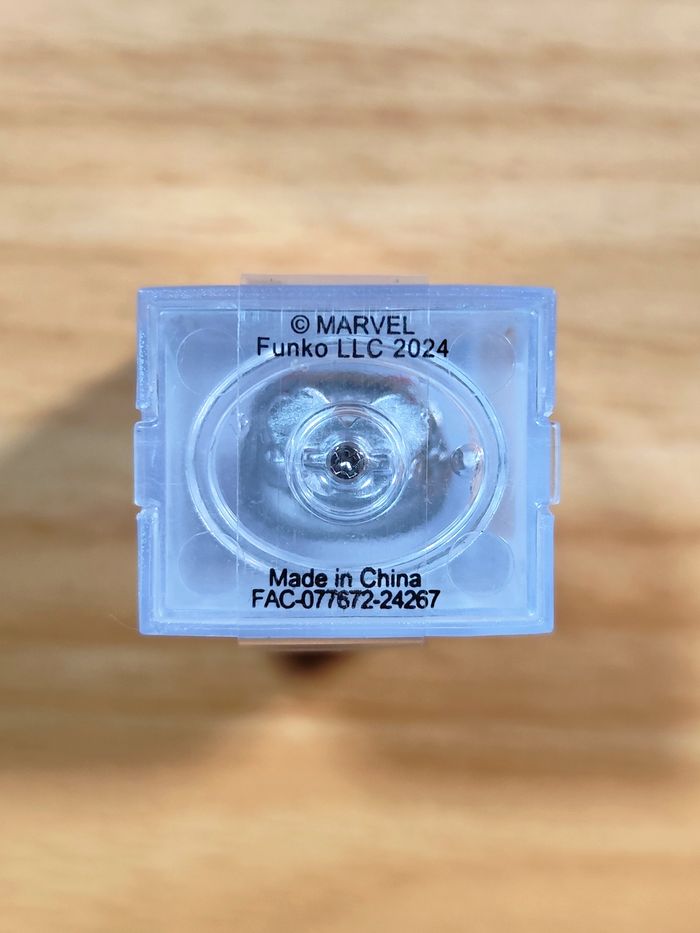 © MARVEL
Funko LLC 2024
Made in China
FAC-077672-24267